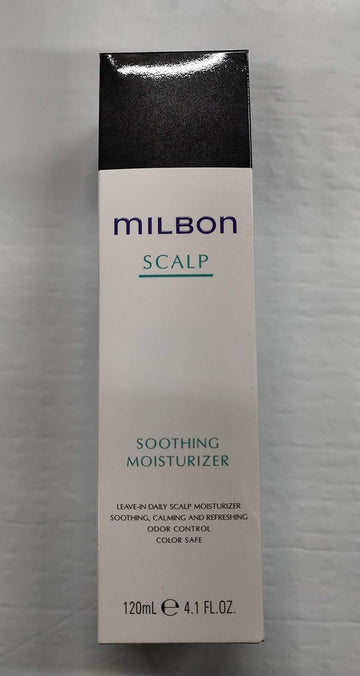 mILBON
SCALP
SOOTHING
MOISTURIZER
LEAVE-IN DAILY SCALP MOISTURIZER
SOOTHING, CALMING AND REFRESHING
ODOR CONTROL
COLOR SAFE
120mL ℮ 4.1 FL.OZ.